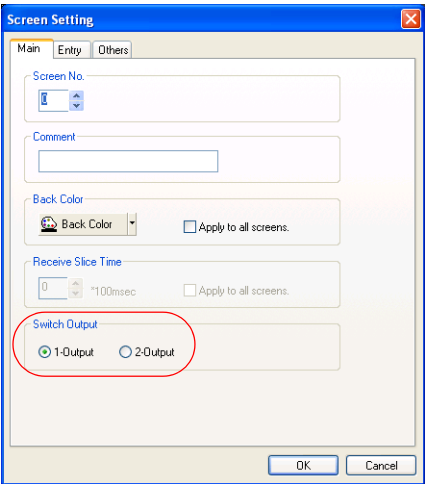 Screen Setting
Main Entry Others
Screen No.
0
Comment
Back Color
Back Color Apply to all screens.
Receive Slice Time
0 *100msec Apply to all screens.
Switch Output
1-Output 2-Output
OK Cancel